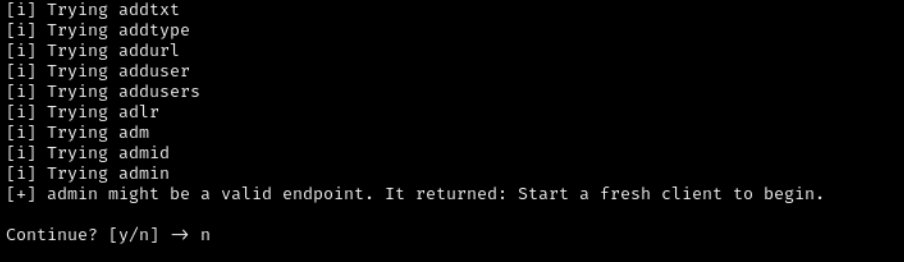 [i] Trying addtxt
[i] Trying addtype
[i] Trying addurl
[i] Trying adduser
[i] Trying addusers
[i] Trying adlr
[i] Trying adm
[i] Trying admid
[i] Trying admin
[+] admin might be a valid endpoint. It returned: Start a fresh client to begin.
Continue? [y/n] → n